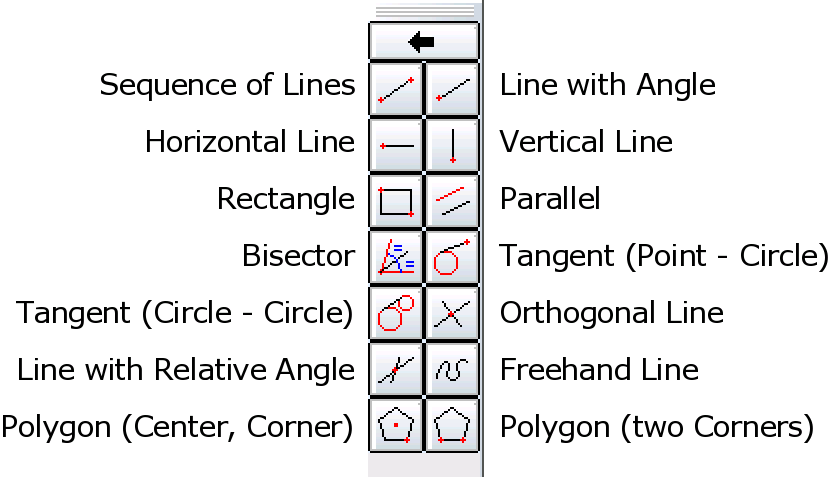 Sequence of Lines Line with Angle
Horizontal Line Vertical Line
Rectangle Parallel
Bisector Tangent (Point - Circle)
Tangent (Circle - Circle) Orthogonal Line
Line with Relative Angle Freehand Line
Polygon (Center, Corner) Polygon (two Corners)